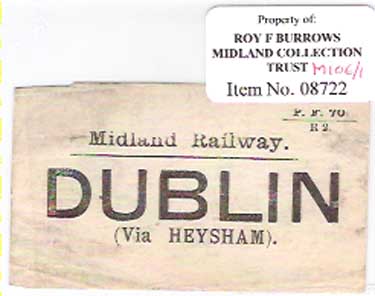 Property of:
ROY F BURROWS
MIDLAND COLLECTION
TRUST M106/1
Item No. 08722
P. F. 70
R 2
Midland Railway.
DUBLIN
(Via HEYSHAM).